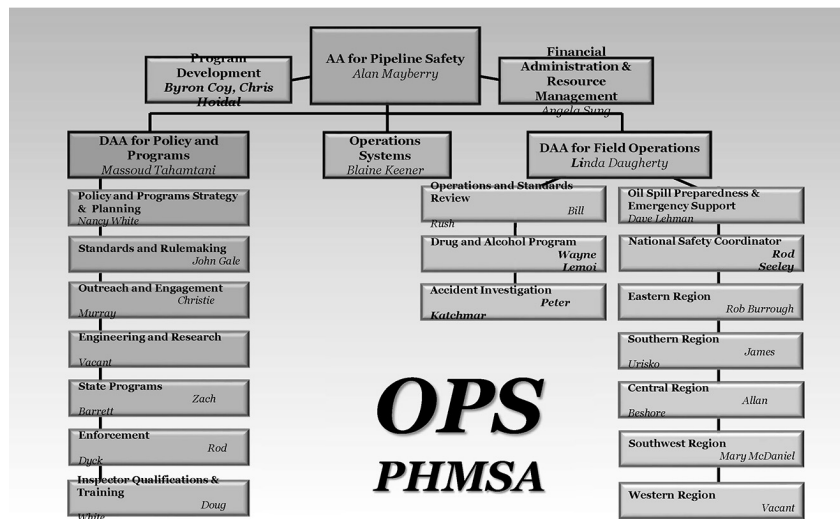 Program
Development
Byron Coy, Chris
Hoidal
AA for Pipeline Safety
Alan Mayberry
Financial
Administration &
Resource
Management
Angela Sung
DAA for Policy and
Programs
Massoud Tahamtani
Operations
Systems
Blaine Keener
DAA for Field Operations
Linda Daugherty
Policy and Programs Strategy
& Planning
Nancy White
Standards and Rulemaking
John Gale
Outreach and Engagement
Christie
Murray
Engineering and Research
Vacant
State Programs
Zach
Barrett
Enforcement
Rod
Dyck
Inspector Qualifications &
Training
Doug
White
Operations and Standards
Review
Bill
Rush
Drug and Alcohol Program
Wayne
Lemoi
Accident Investigation
Peter
Katchmar
Oil Spill Preparedness &
Emergency Support
Dave Lehman
National Safety Coordinator
Rod
Seeley
Eastern Region
Rob Burrough
Southern Region
James
Urisko
Central Region
Allan
Beshore
Southwest Region
Mary McDaniel
Western Region
Vacant
OPS
PHMSA